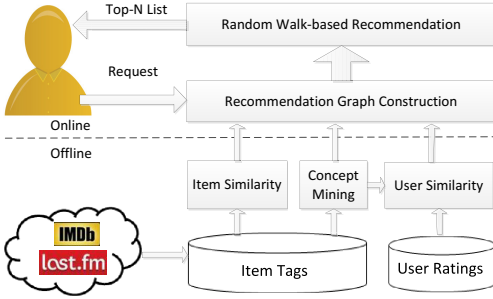 Top-N List
Random Walk-based Recommendation
Request
Recommendation Graph Construction
Online
Offline
Item Similarity
Concept
Mining
User Similarity
IMDb
lost.fm
Item Tags
User Ratings